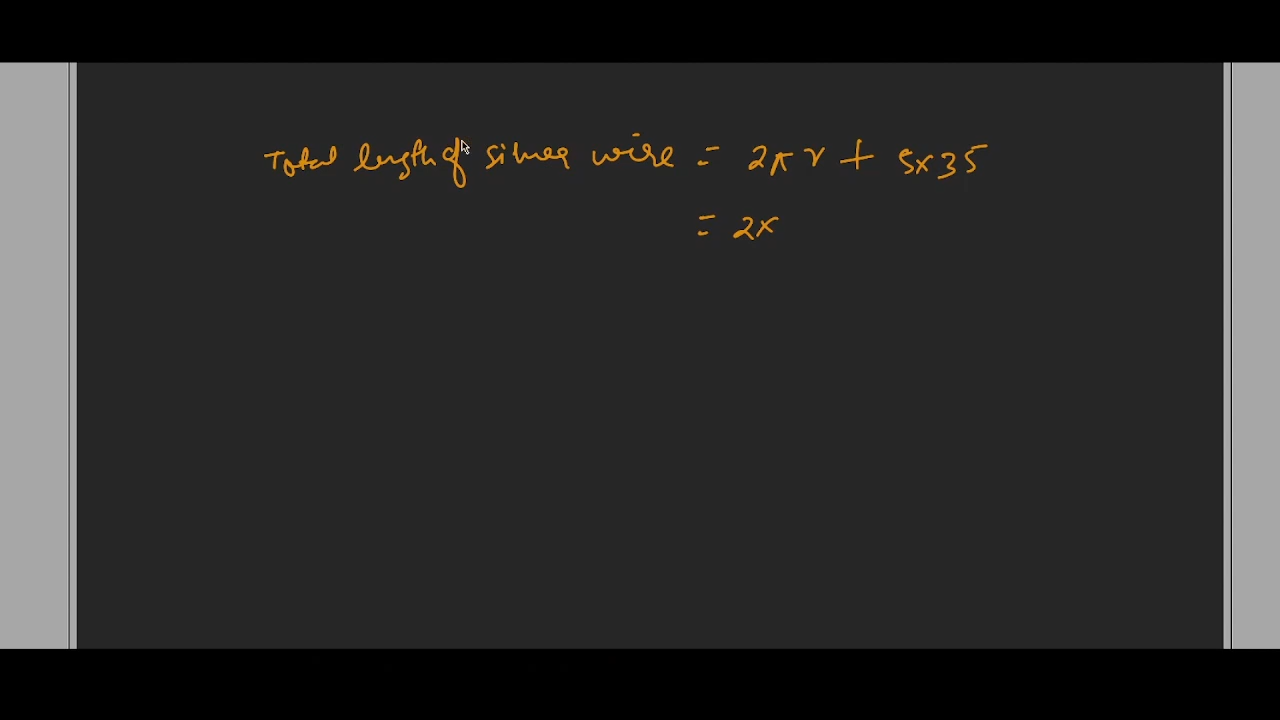 Total length of silver wire = 2πr + 5x35
= 2x